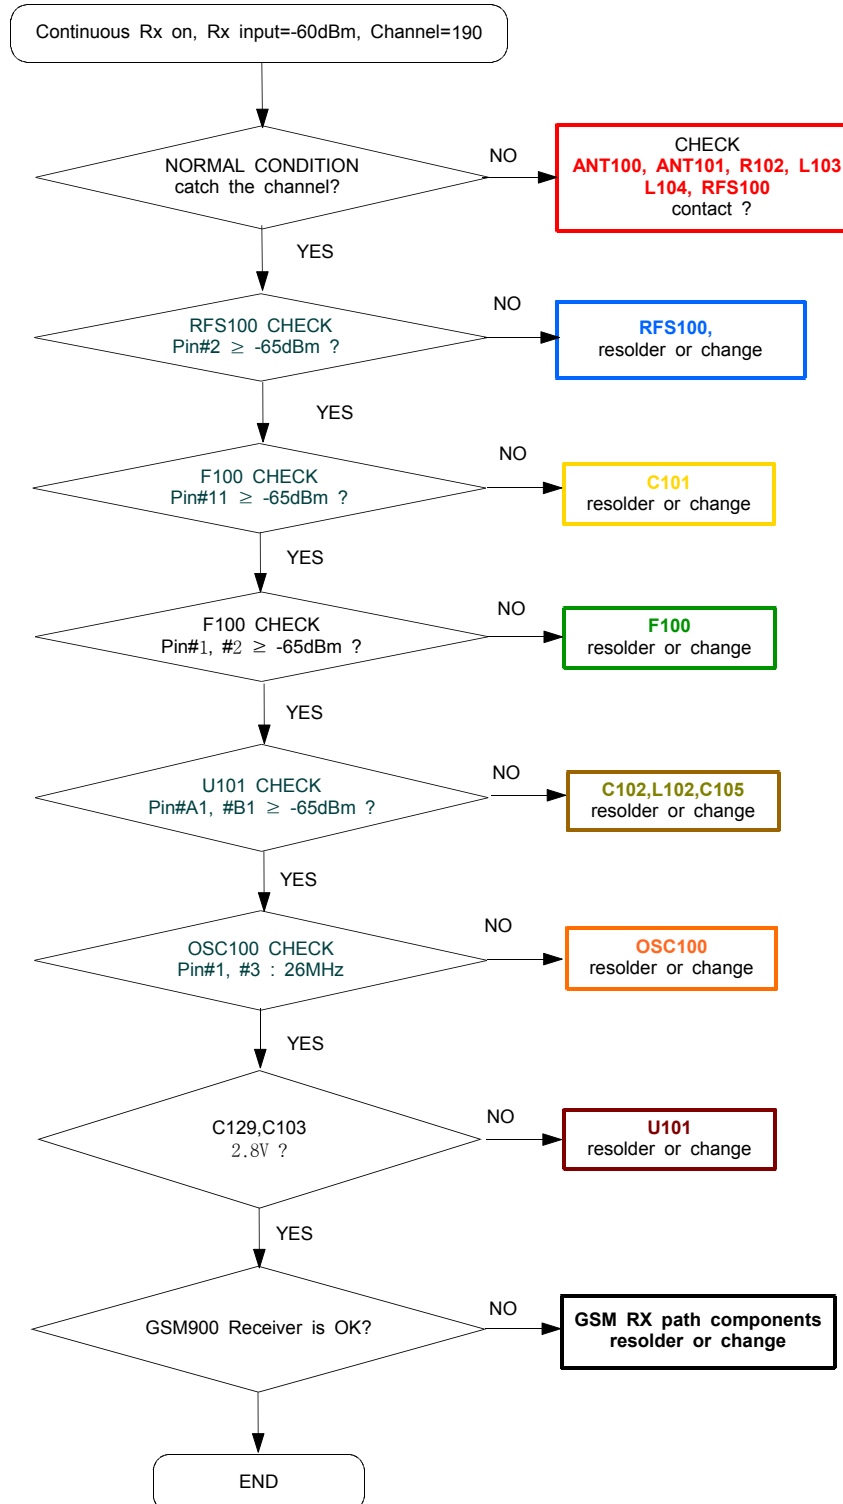 Continuous Rx on, Rx input=-60dBm, Channel=190
NORMAL CONDITION
catch the channel?
NO
CHECK
ANT100, ANT101, R102, L103
L104, RFS100
contact ?
YES
RFS100 CHECK
Pin#2 ≥ -65dBm ?
NO
RFS100,
resolder or change
YES
F100 CHECK
Pin#11 ≥ -65dBm ?
NO
C101
resolder or change
YES
F100 CHECK
Pin#1, #2 ≥ -65dBm ?
NO
F100
resolder or change
YES
U101 CHECK
Pin#A1, #B1 ≥ -65dBm ?
NO
C102,L102,C105
resolder or change
YES
OSC100 CHECK
Pin#1, #3 : 26MHz
NO
OSC100
resolder or change
YES
C129,C103
2.8V ?
NO
U101
resolder or change
YES
GSM900 Receiver is OK?
NO
GSM RX path components
resolder or change
END